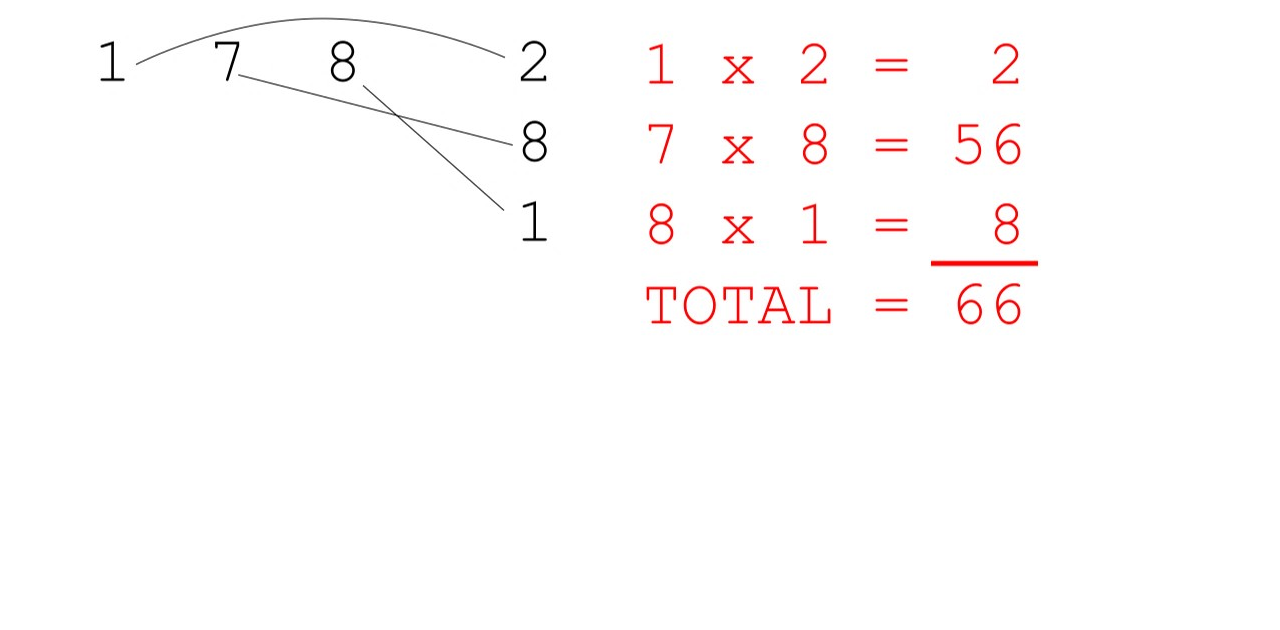 1 7 8 2 1 x 2 = 2
8 7 x 8 = 56
1 8 x 1 = 8
TOTAL = 66